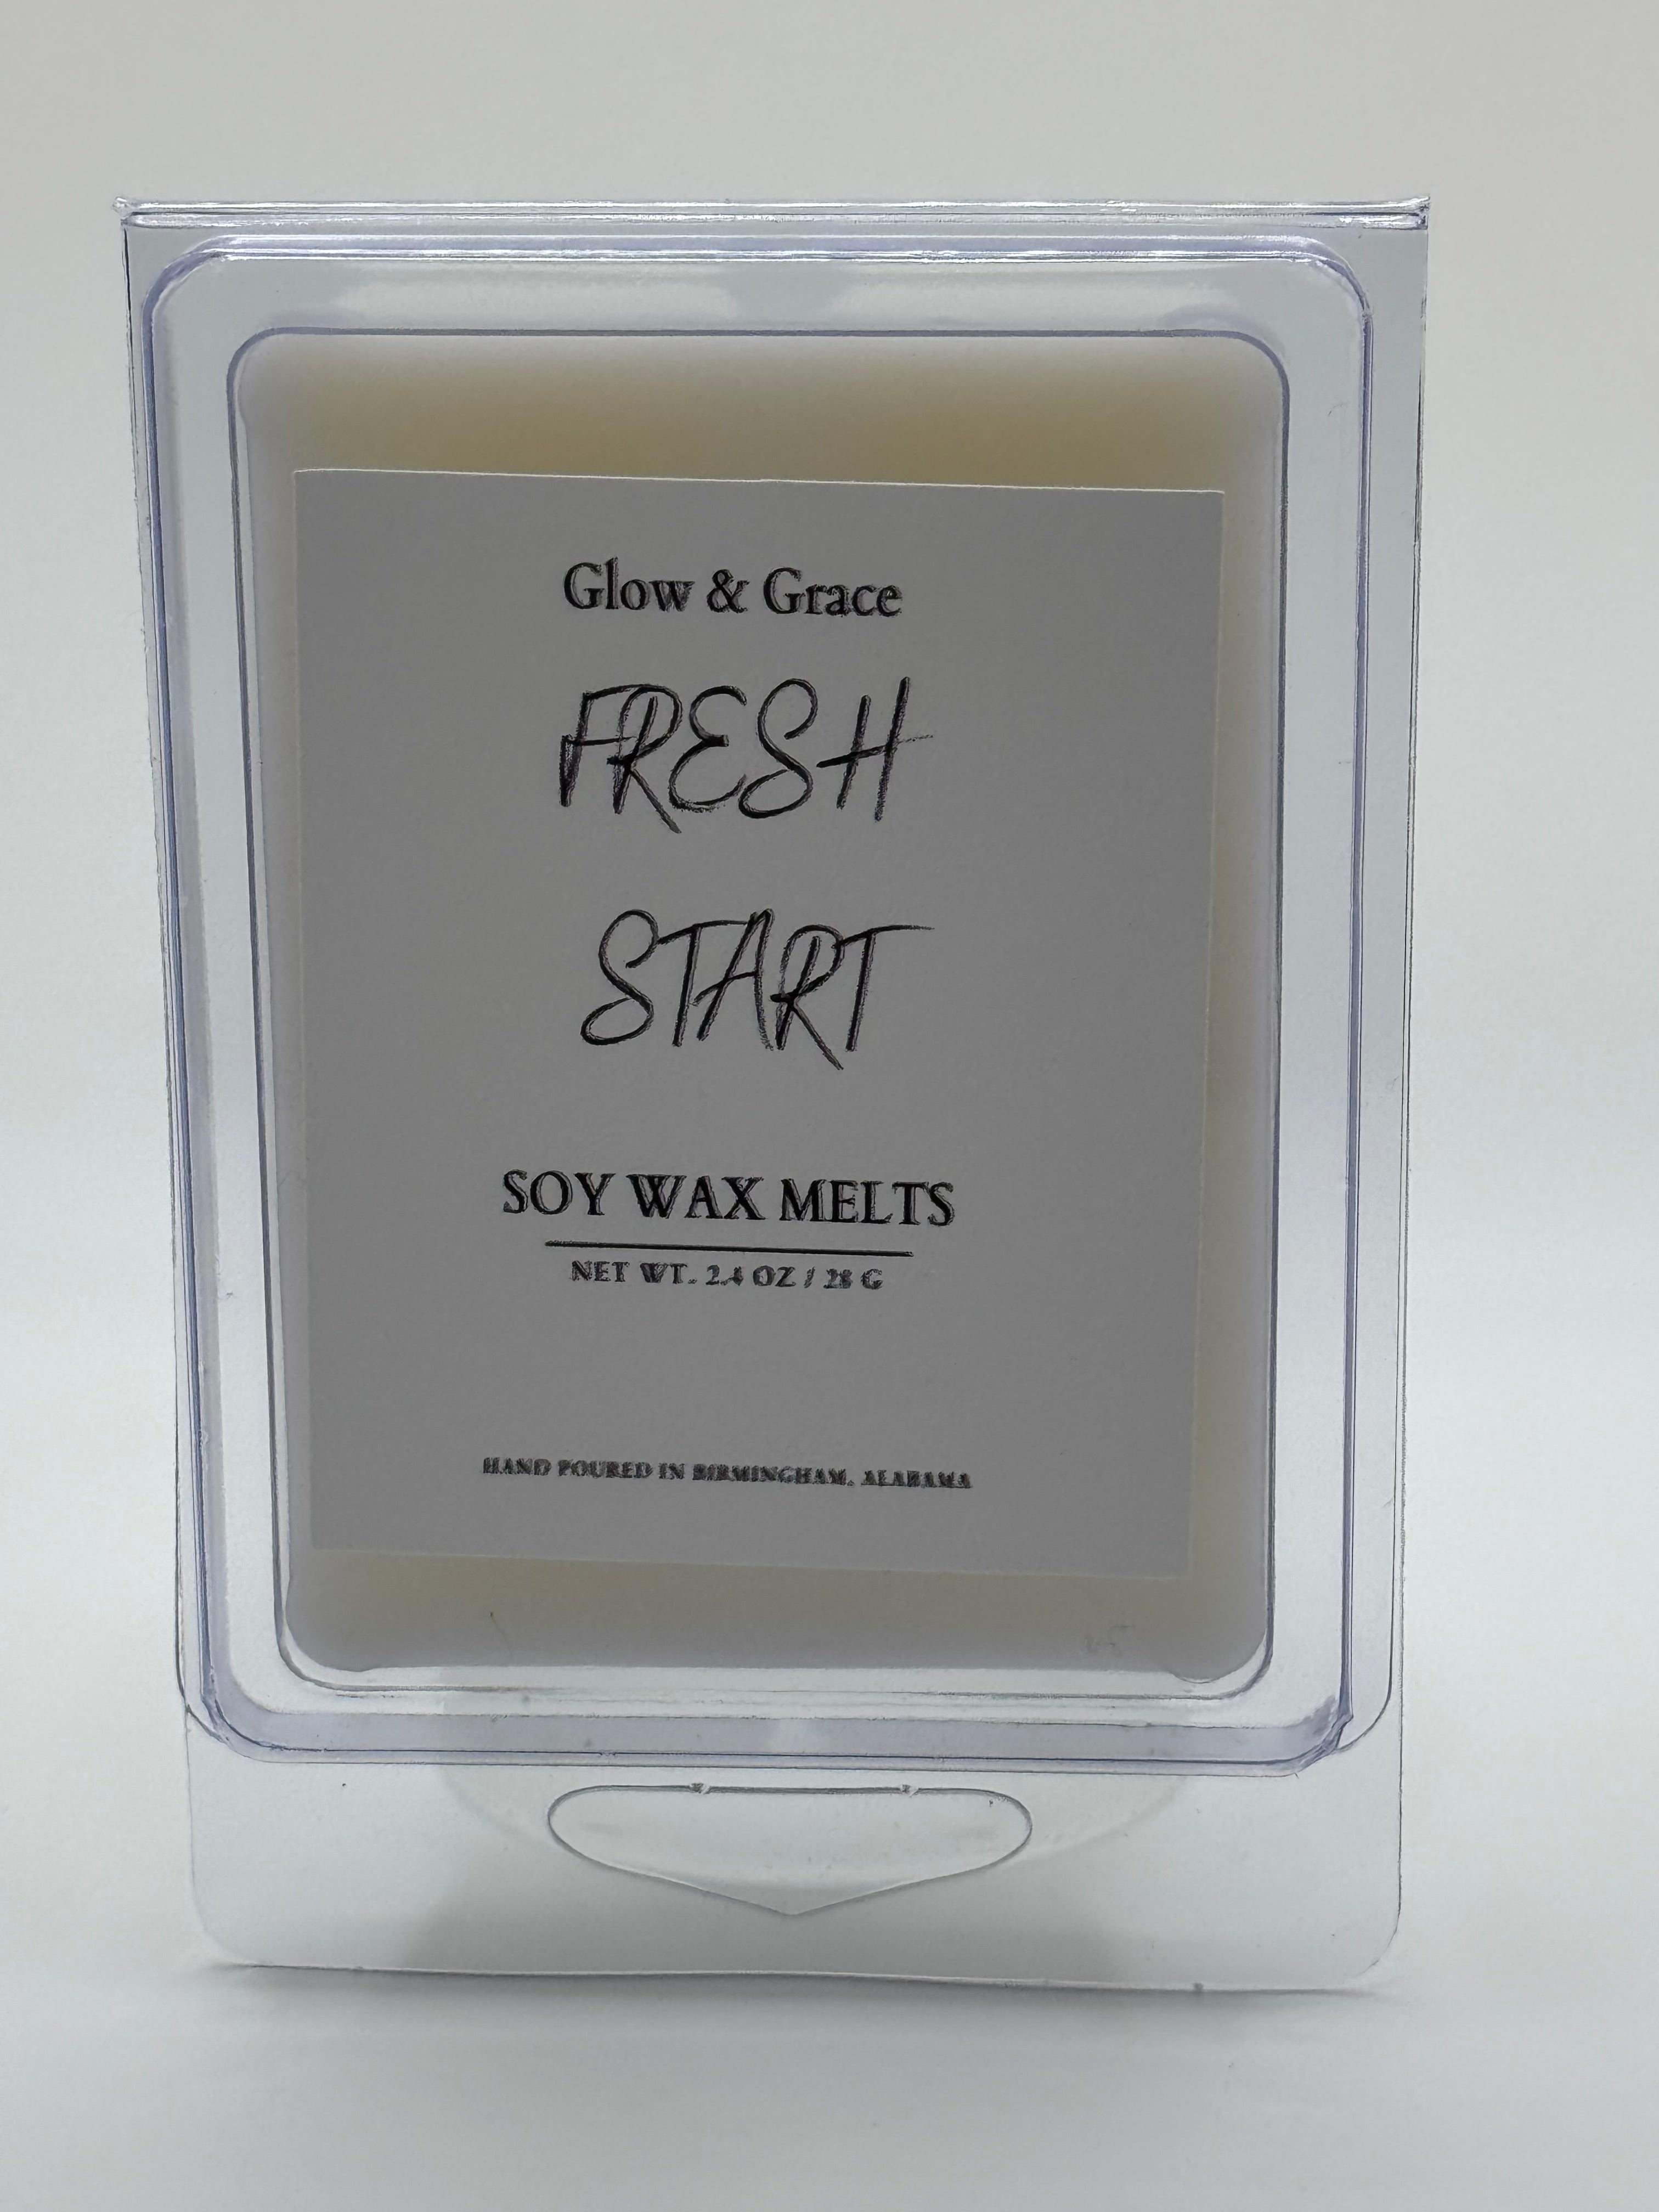 Glow & Grace
FRESH
START
SOY WAX MELTS
NET WT. 2.4 OZ / 28 G
HAND POURED IN BIRMINGHAM, ALABAMA